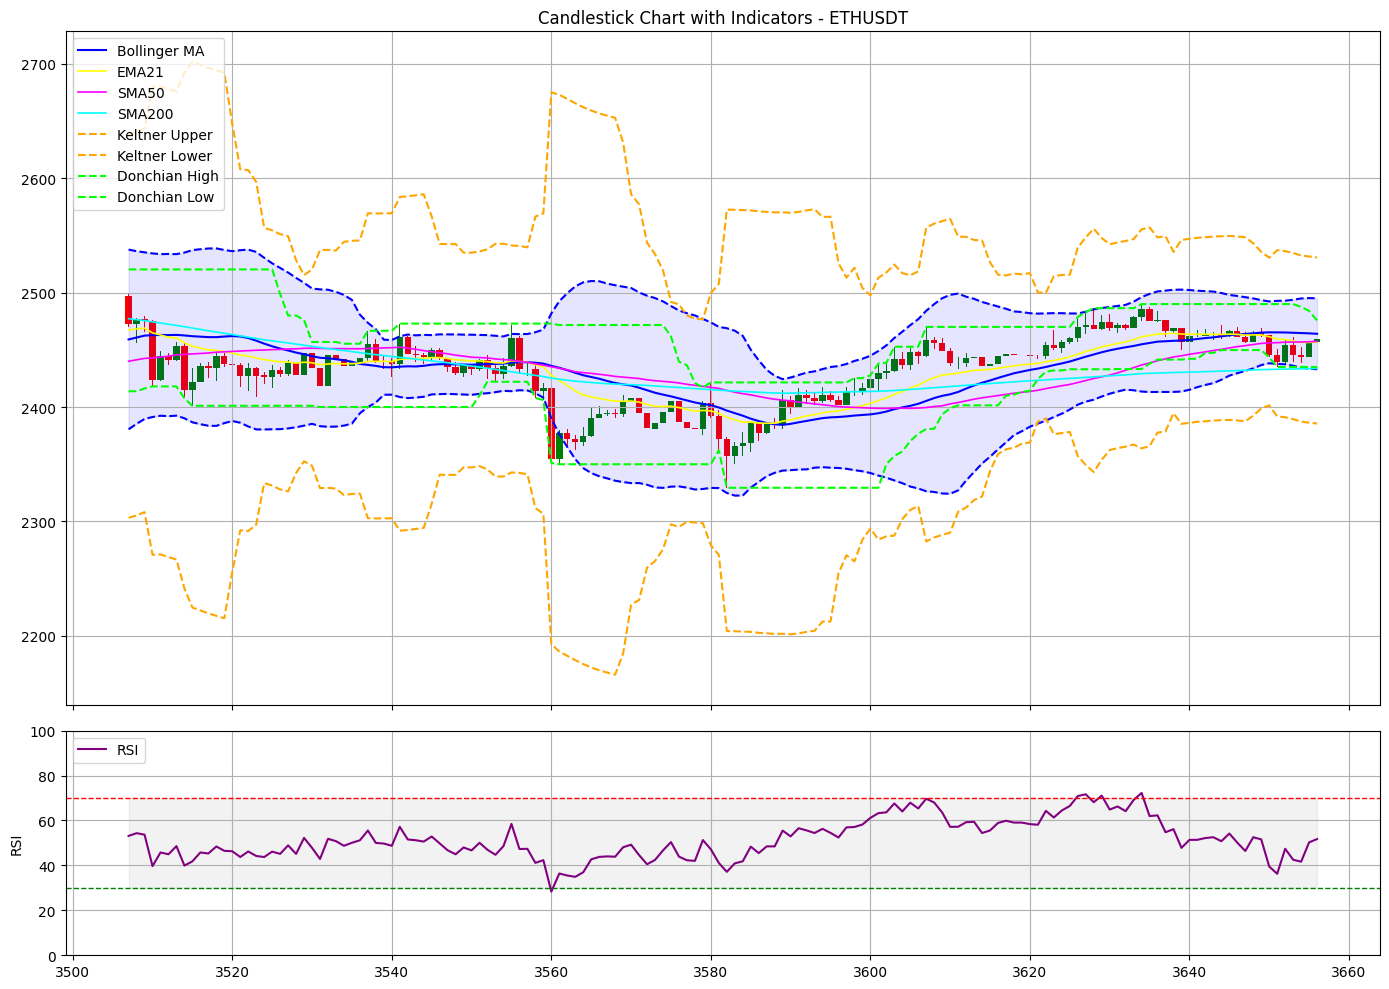 Candlestick Chart with Indicators - ETHUSDT
Bollinger MA
EMA21
SMA50
SMA200
Keltner Upper
Keltner Lower
Donchian High
Donchian Low
2700
2600
2500
2400
2300
2200
RSI
100
80
60
40
20
0
RSI
3500 3520 3540 3560 3580 3600 3620 3640 3660